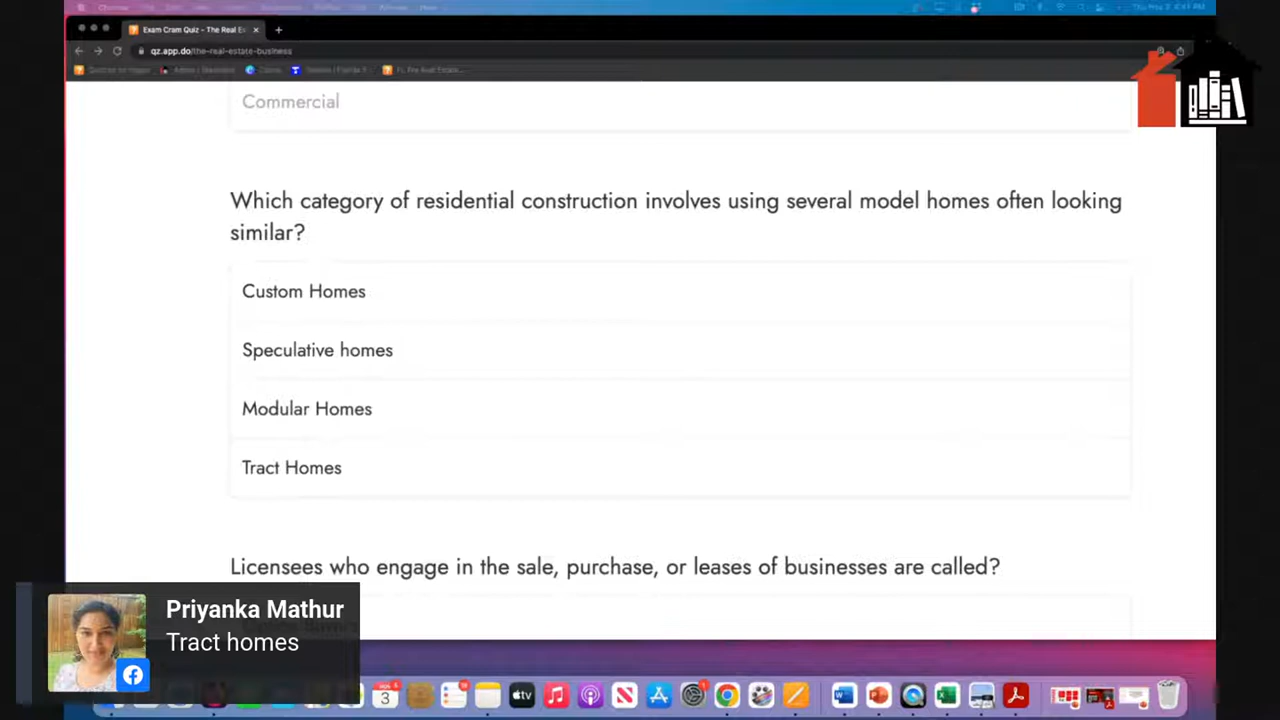 Exam Cram Quiz - The Real Es
qz.app.do/the-real-estate-business
Commercial
Which category of residential construction involves using several model homes often looking
similar?
Custom Homes
Speculative homes
Modular Homes
Tract Homes
Licensees who engage in the sale, purchase, or leases of businesses are called?
Priyanka Mathur
Tract homes
3
tv